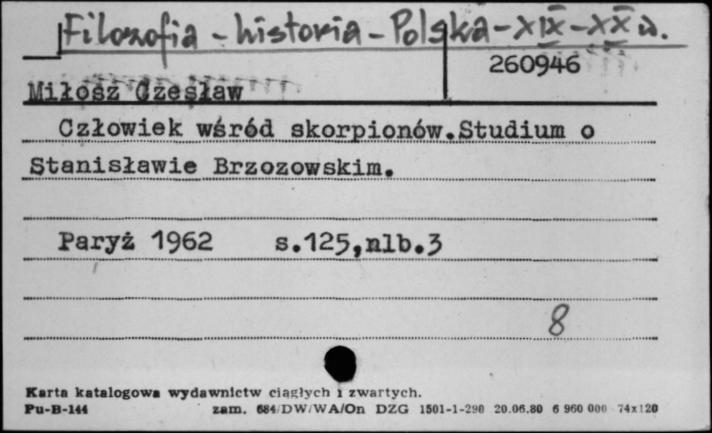 Filozofia - historia - Polska - XIX - XX w.
260946
Miłosz Czesław
Człowiek wśród skorpionów.Studium o
Stanisławie Brzozowskim.
Paryż 1962 s.125,nlb.3
8
Karta katalogowa wydawnictw ciągłych i zwartych.
Pu-B-144 zam. 684/DW/WA/On DZG 1501-1-290 20.06.80 6 960 000 74x120